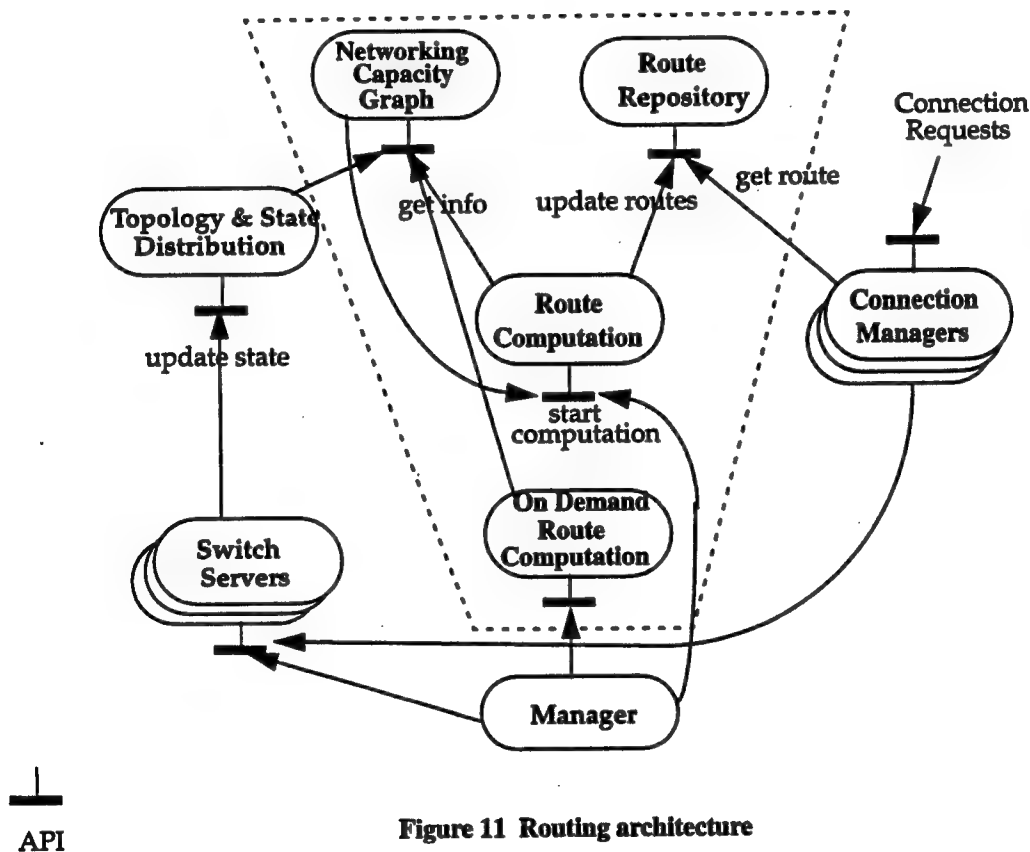 Networking
Capacity
Graph
Route
Repository
Connection
Requests
get info
update routes
get route
Topology & State
Distribution
Route
Computation
Connection
Managers
update state
start
computation
On Demand
Route
Computation
Switch
Servers
Manager
API
Figure 11 Routing architecture